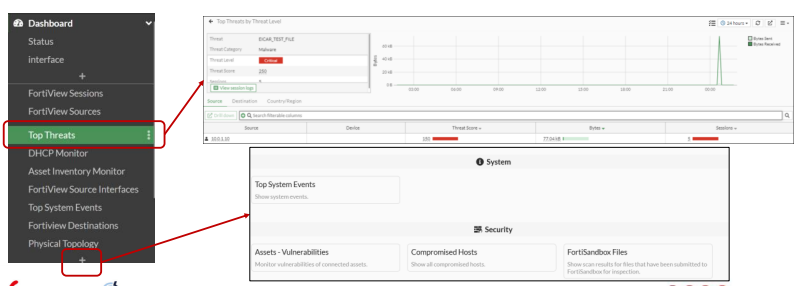 Dashboard
Status
interface
+
FortiView Sessions
FortiView Sources
Top Threats
DHCP Monitor
Asset Inventory Monitor
FortiView Source Interfaces
Top System Events
Fortiview Destinations
Physical Topology
+
Top Threats by Threat Level
24 hours
Threat EICAR_TEST_FILE
Threat Category Malware
Threat Level Critical
Threat Score 250
View session logs
Bytes
60 kB
40 kB
20 kB
0 B
03:00 06:00 09:00 12:00 15:00 18:00 21:00 00:00
Bytes Sent
Bytes Received
Source Destination Country/Region
Drill down Search filterable columns
Source Device Threat Score Bytes Sessions
10.0.1.10 250 77.04 kB 5
System
Top System Events
Show system events.
Security
Assets - Vulnerabilities
Monitor vulnerabilities of connected assets.
Compromised Hosts
Show all compromised hosts.
FortiSandbox Files
Show scan results for files that have been submitted to
FortiSandbox for inspection.